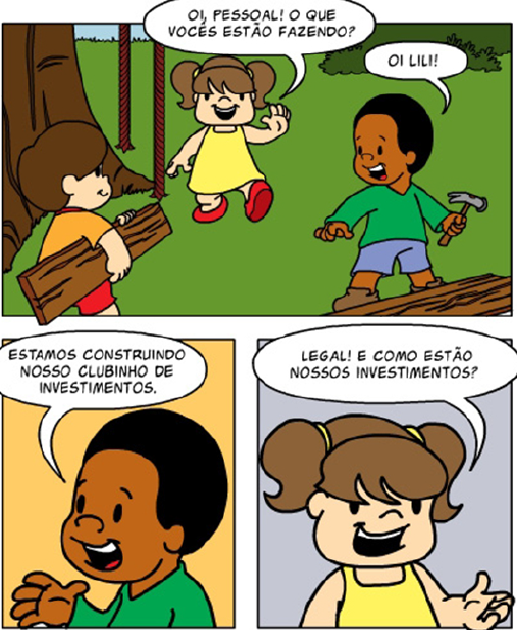 OI, PESSOAL! O QUE
VOCÊS ESTÃO FAZENDO?
OI LILI!
ESTAMOS CONSTRUINDO
NOSSO CLUBINHO DE
INVESTIMENTOS.
LEGAL! E COMO ESTÃO
NOSSOS INVESTIMENTOS?